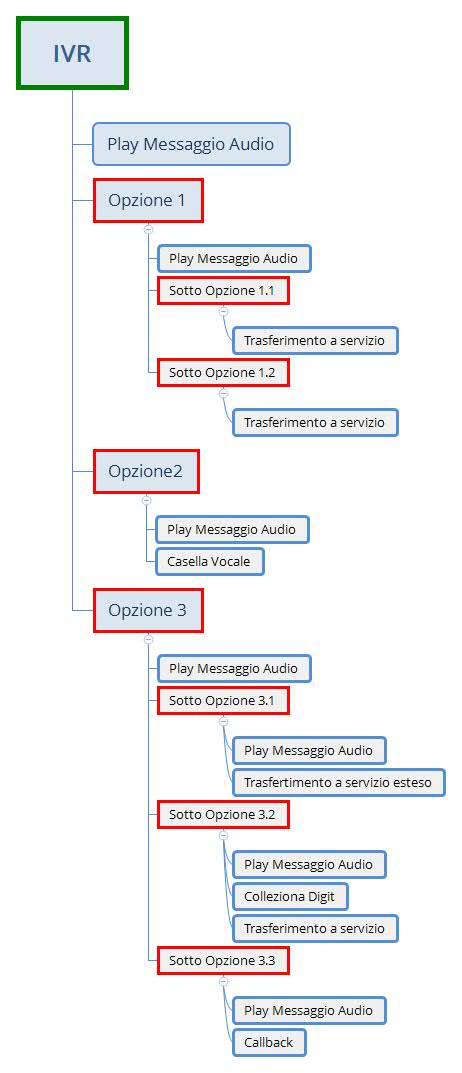 IVR
Play Messaggio Audio
Opzione 1
Play Messaggio Audio
Sotto Opzione 1.1
Trasferimento a servizio
Sotto Opzione 1.2
Trasferimento a servizio
Opzione2
Play Messaggio Audio
Casella Vocale
Opzione 3
Play Messaggio Audio
Sotto Opzione 3.1
Play Messaggio Audio
Trasfertimento a servizio esteso
Sotto Opzione 3.2
Play Messaggio Audio
Colleziona Digit
Trasferimento a servizio
Sotto Opzione 3.3
Play Messaggio Audio
Callback